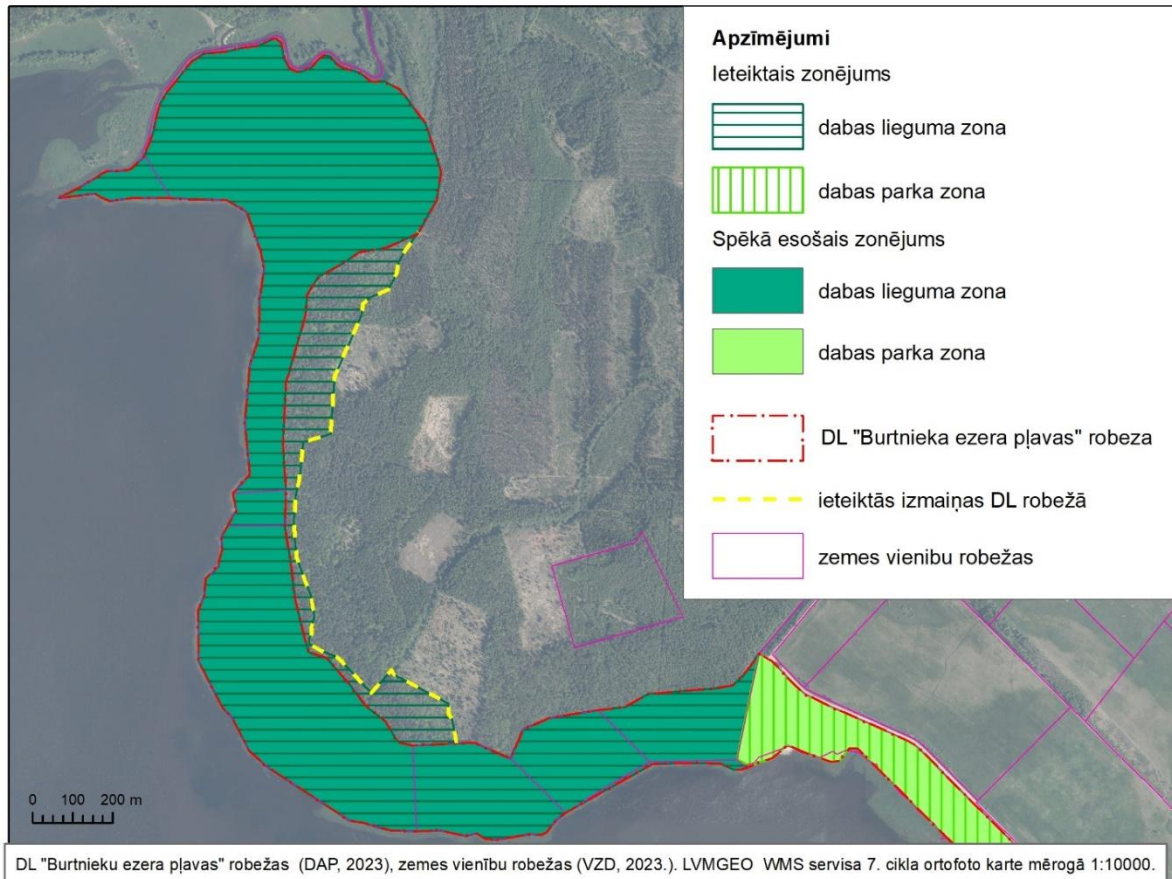 Apzīmējumi
Ieteiktais zonējums
dabas lieguma zona
dabas parka zona
Spēkā esošais zonējums
dabas lieguma zona
dabas parka zona
DL "Burtnieka ezera pļavas" robeza
ieteiktās izmaiņas DL robežā
zemes vienību robežas
0 100 200 m
DL "Burtnieku ezera pļavas" robežas (DAP, 2023), zemes vienību robežas (VZD, 2023.). LVMGEO WMS servisa 7. cikla ortofoto karte mērogā 1:10000.